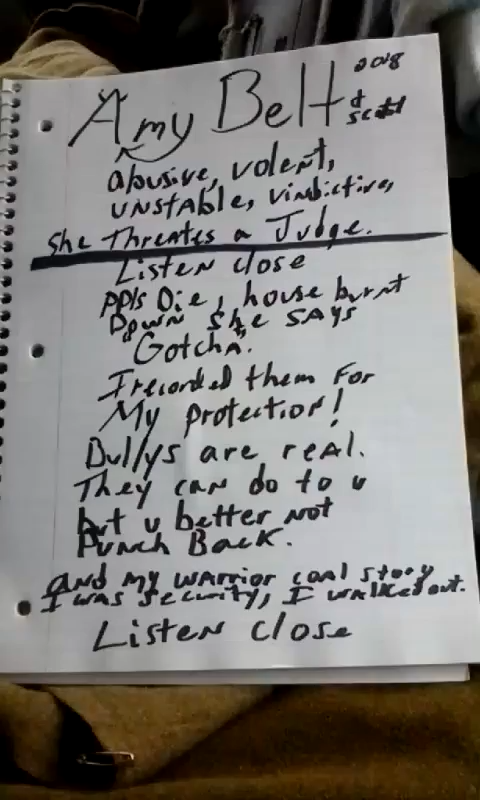 2018
Amy Belt
& Scott
abusive, volent,
unstable, vindictive,
She Threates a Judge.
Listen close
ppls Die, house burnt
Down she says
"Gotcha".
I recorded them for
My protection!
Bullys are real.
They can do to u
but u better not
Punch Back.
and my warrior coal story
I was security, I walked out.
Listen close